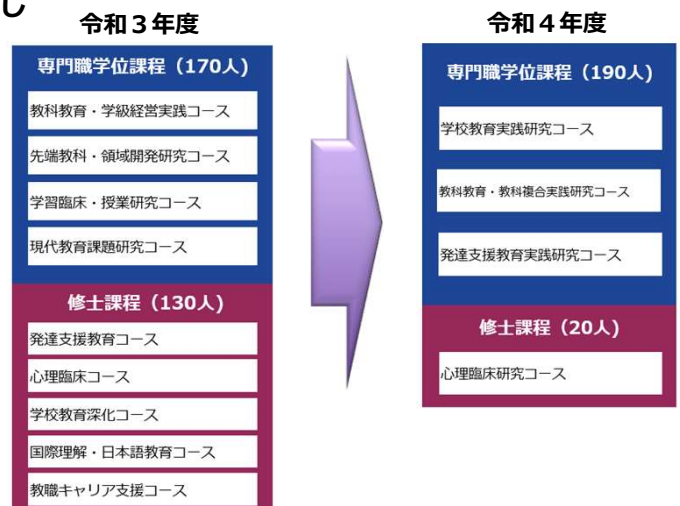 し
令和3年度
専門職学位課程（170人)
教科教育・学級経営実践コース
先端教科・領域開発研究コース
学習臨床・授業研究コース
現代教育課題研究コース
修士課程（130人)
発達支援教育コース
心理臨床コース
学校教育深化コース
国際理解・日本語教育コース
教職キャリア支援コース
令和4年度
専門職学位課程（190人)
学校教育実践研究コース
教科教育・教科複合実践研究コース
発達支援教育実践研究コース
修士課程（20人)
心理臨床研究コース